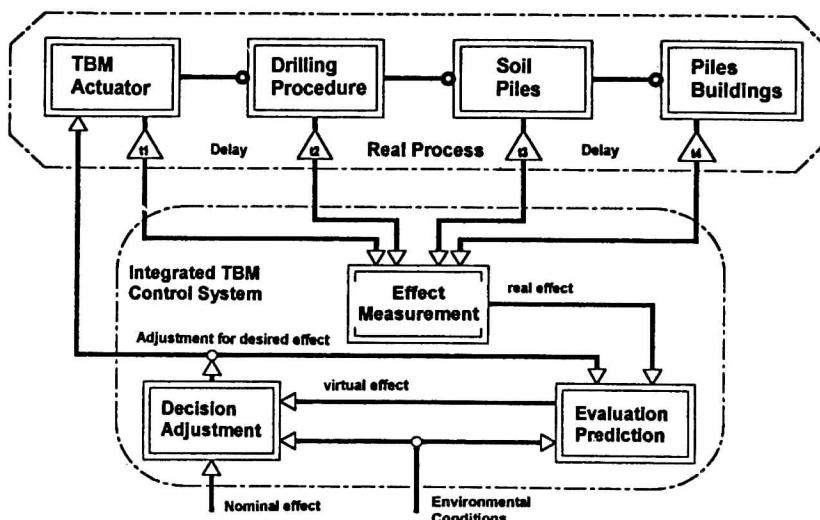 TBM
Actuator
Drilling
Procedure
Soil
Piles
Piles
Buildings
t1
Delay
t2
Real Process
t3
Delay
t4
Integrated TBM
Control System
Effect
Measurement
real effect
Adjustment for desired effect
virtual effect
Decision
Adjustment
Evaluation
Prediction
Nominal effect
Environmental
Conditions